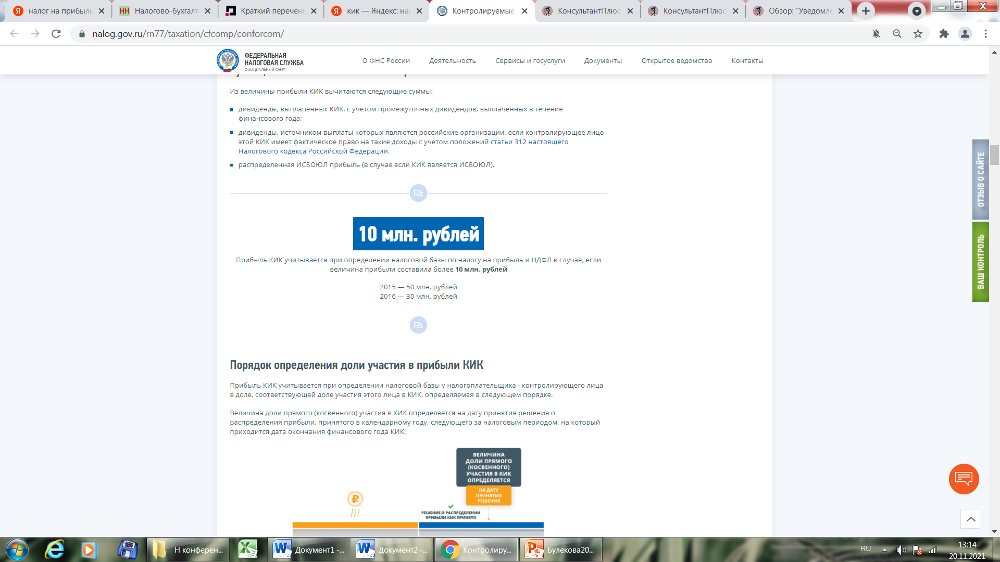 налог на прибыль
НН Налогово-бухгалт
Краткий перечень
кик — Яндекс: на
Контролируемые
КонсультантПлюс
КонсультантПлюс
Обзор: "Уведомле
nalog.gov.ru/rn77/taxation/cfcomp/conforcom/
ФЕДЕРАЛЬНАЯ
НАЛОГОВАЯ СЛУЖБА
ОФИЦИАЛЬНЫЙ САЙТ
О ФНС России
Деятельность
Сервисы и госуслуги
Документы
Открытое ведомство
Контакты
Из величины прибыли КИК вычитаются следующие суммы:
дивиденды, выплаченных КИК, с учетом промежуточных дивидендов, выплаченных в течение
финансового года;
дивиденды, источником выплаты которых являются российские организации, если контролирующее лицо
этой КИК имеет фактическое право на такие доходы с учетом положений статьи 312 настоящего
Налогового кодекса Российской Федерации.
распределенная ИСБОЮЛ прибыль (в случае если КИК является ИСБОЮЛ).
10 млн. рублей
Прибыль КИК учитывается при определении налоговой базы по налогу на прибыль и НДФЛ в случае, если
величина прибыли составила более 10 млн. рублей
2015 — 50 млн. рублей
2016 — 30 млн. рублей
ОТЗЫВ О САЙТЕ
ВАШ КОНТРОЛЬ
Порядок определения доли участия в прибыли КИК
Прибыль КИК учитывается при определении налоговой базы у налогоплательщика - контролирующего лица
в доле, соответствующей доле участия этого лица в КИК, определяемая в следующем порядке.
Величина доли прямого (косвенного) участия в КИК определяется на дату принятия решения о
распределения прибыли, принятого в календарному году, следующего за налоговым периодом, на который
приходится дата окончания финансового года КИК.
ВЕЛИЧИНА
ДОЛИ ПРЯМОГО
(КОСВЕННОГО)
УЧАСТИЯ В КИК
ОПРЕДЕЛЯЕТСЯ
НА ДАТУ
ПРИНЯТИЯ
РЕШЕНИЯ
РЕШЕНИЕ О РАСПРЕДЕЛЕНИИ
ПРИБЫЛИ КИК ПРИНЯТО
Н конферен...
Документ1 -...
Документ2 -...
Контролиру...
Булекова20...
RU
13:14
20.11.2021